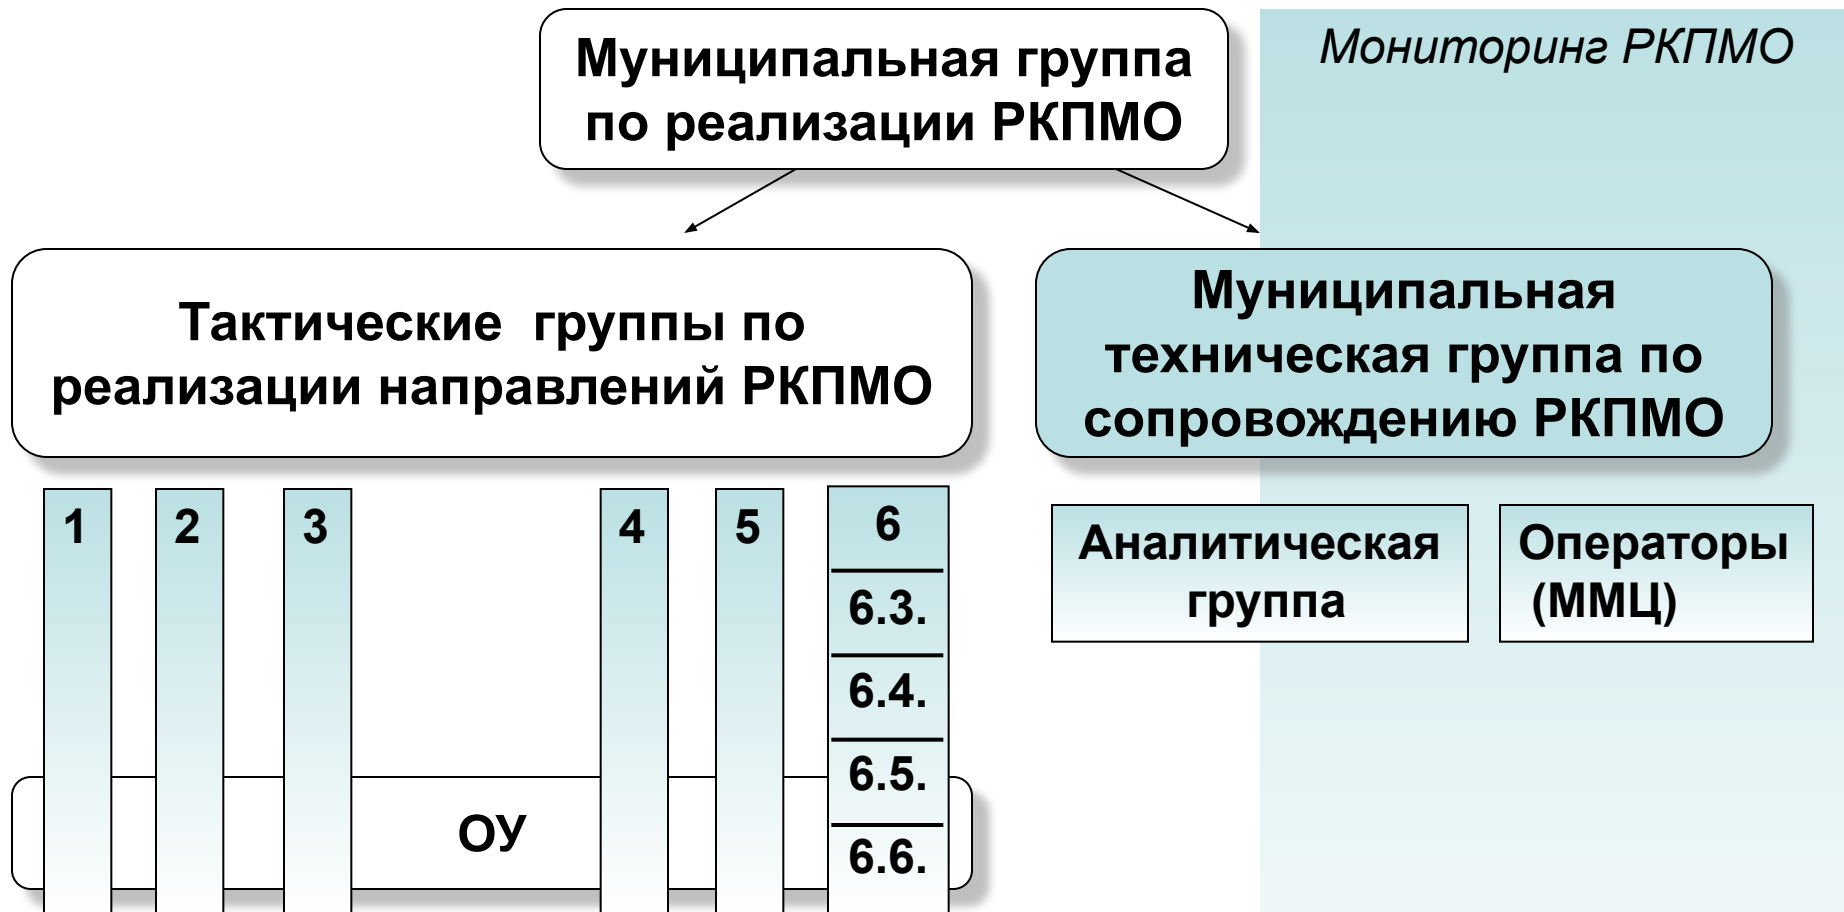 Муниципальная группа
по реализации РКПМО
Мониторинг РКПМО
Тактические группы по
реализации направлений РКПМО
Муниципальная
техническая группа по
сопровождению РКПМО
1
2
3
4
5
6
6.3.
6.4.
6.5.
6.6.
Аналитическая
группа
Операторы
(ММЦ)
ОУ